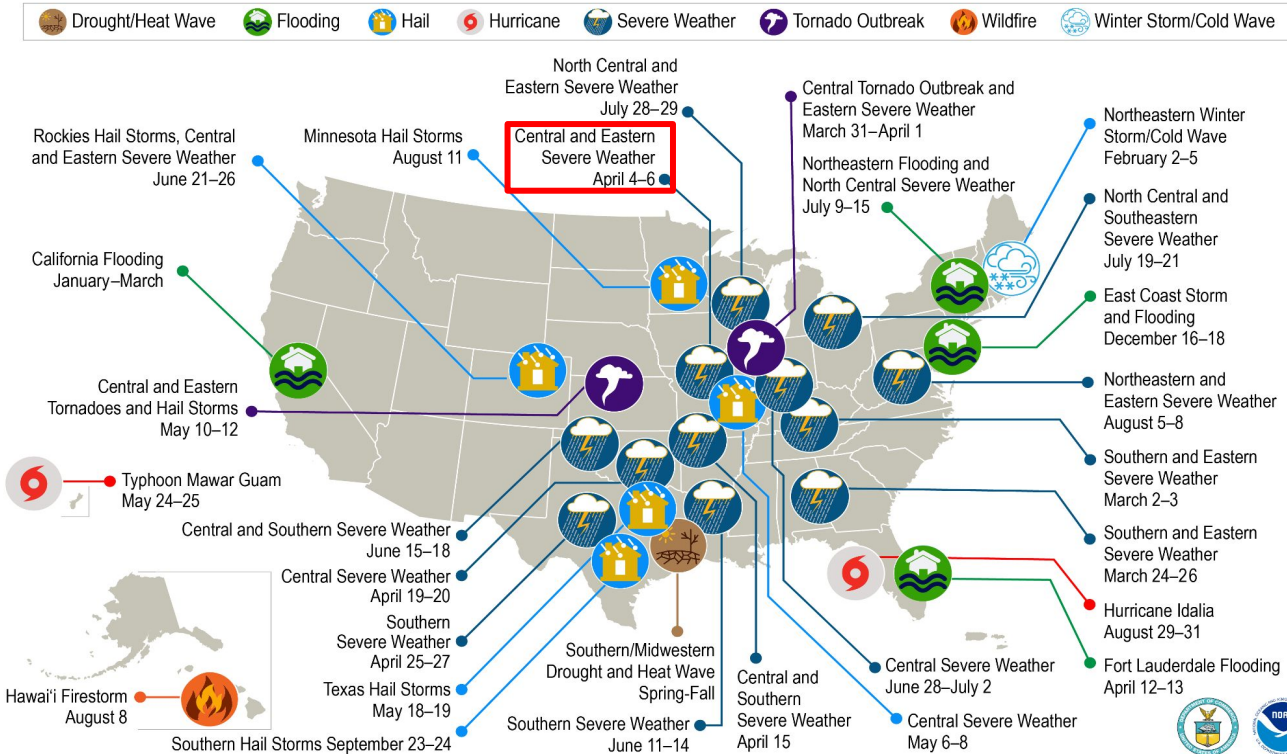 Drought/Heat Wave
Flooding
Hail
Hurricane
Severe Weather
Tornado Outbreak
Wildfire
Winter Storm/Cold Wave
North Central and
Eastern Severe Weather
July 28–29
Central Tornado Outbreak and
Eastern Severe Weather
March 31–April 1
Northeastern Winter
Storm/Cold Wave
February 2–5
Rockies Hail Storms, Central
and Eastern Severe Weather
June 21–26
Minnesota Hail Storms
August 11
Central and Eastern
Severe Weather
April 4–6
Northeastern Flooding and
North Central Severe Weather
July 9–15
North Central and
Southeastern
Severe Weather
July 19–21
California Flooding
January–March
East Coast Storm
and Flooding
December 16–18
Central and Eastern
Tornadoes and Hail Storms
May 10–12
Northeastern and
Eastern Severe Weather
August 5–8
Typhoon Mawar Guam
May 24–25
Southern and Eastern
Severe Weather
March 2–3
Central and Southern Severe Weather
June 15–18
Southern and Eastern
Severe Weather
March 24–26
Central Severe Weather
April 19–20
Hurricane Idalia
August 29–31
Southern
Severe Weather
April 25–27
Southern/Midwestern
Drought and Heat Wave
Spring-Fall
Central and
Southern
Severe Weather
April 15
Central Severe Weather
June 28–July 2
Fort Lauderdale Flooding
April 12–13
Hawai‘i Firestorm
August 8
Texas Hail Storms
May 18–19
Southern Severe Weather
June 11–14
Central Severe Weather
May 6–8
Southern Hail Storms September 23–24